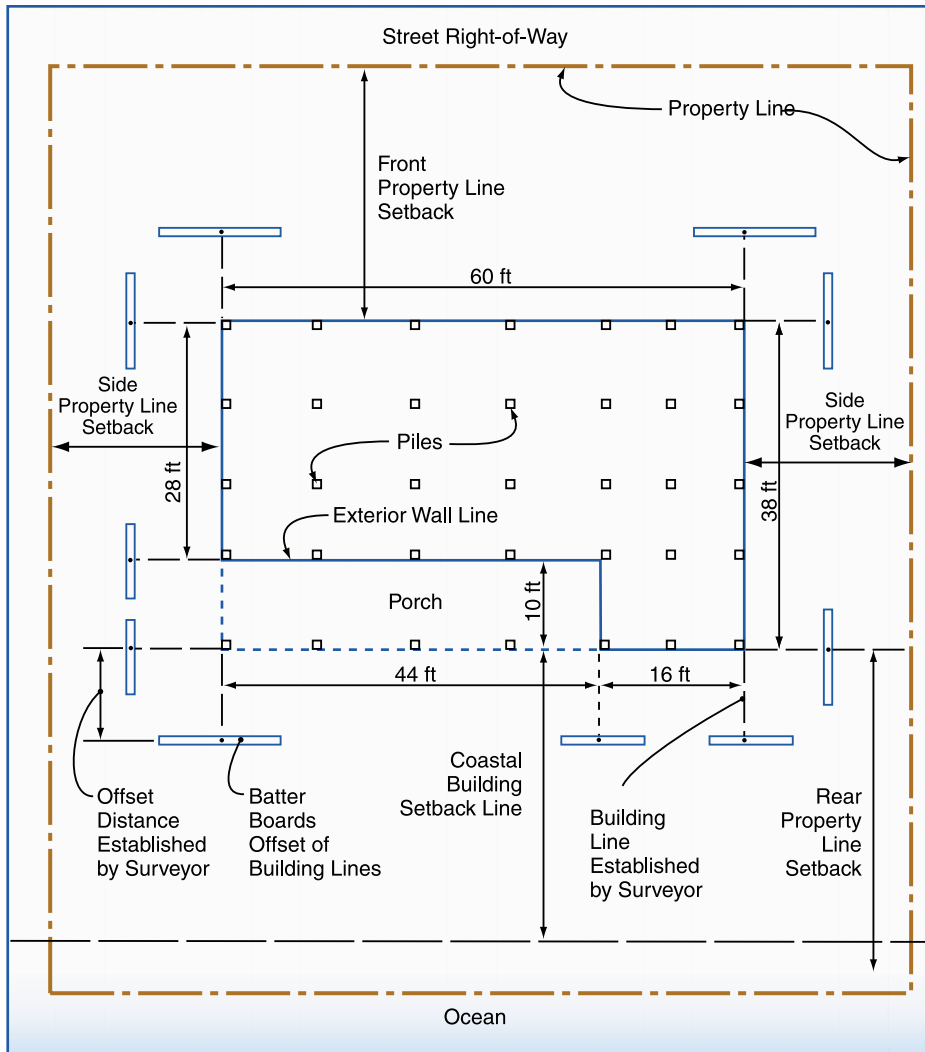 Street Right-of-Way
Property Line
Front
Property Line
Setback
60 ft
Side
Property Line
Setback
Side
Property Line
Setback
Piles
28 ft
38 ft
Exterior Wall Line
Porch
10 ft
44 ft
16 ft
Coastal
Building
Setback Line
Offset
Distance
Established
by Surveyor
Batter
Boards
Offset of
Building Lines
Building
Line
Established
by Surveyor
Rear
Property
Line
Setback
Ocean